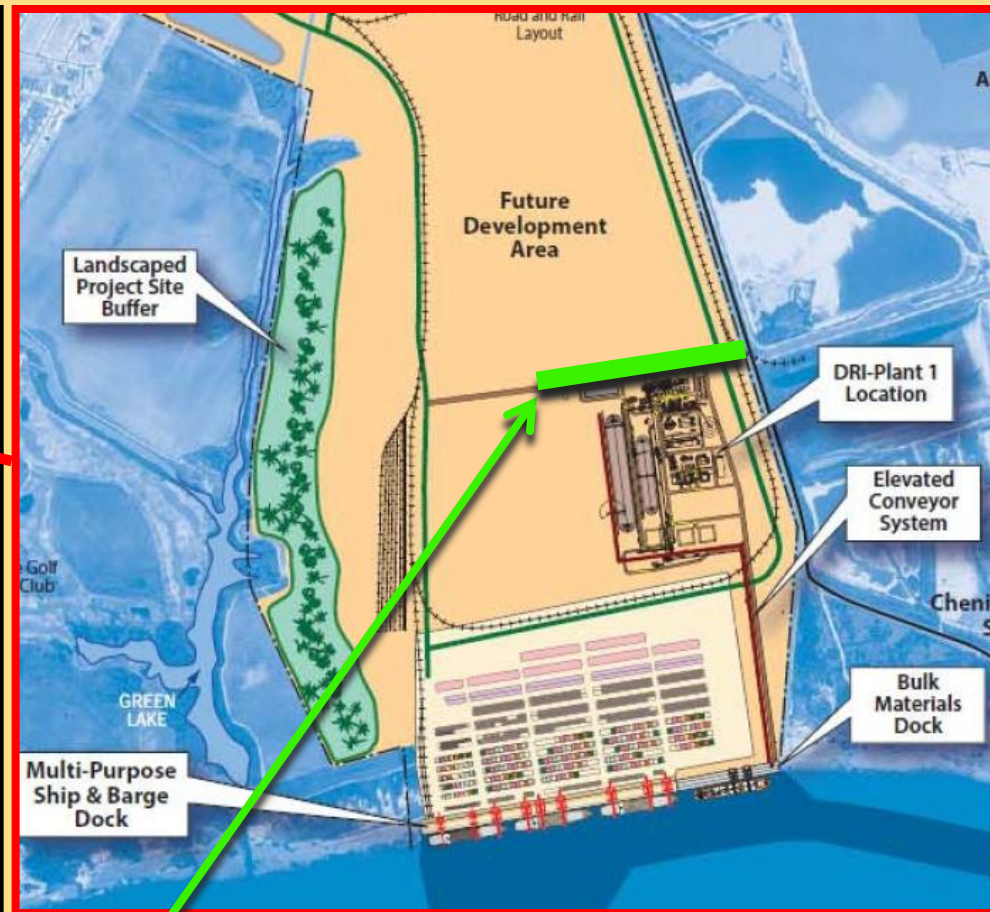 Road and Rail
Layout
A
Future
Development
Area
Landscaped
Project Site
Buffer
DRI-Plant 1
Location
Elevated
Conveyor
System
e Golf
Club
Cheni
S
GREEN
LAKE
Bulk
Materials
Dock
Multi-Purpose
Ship & Barge
Dock